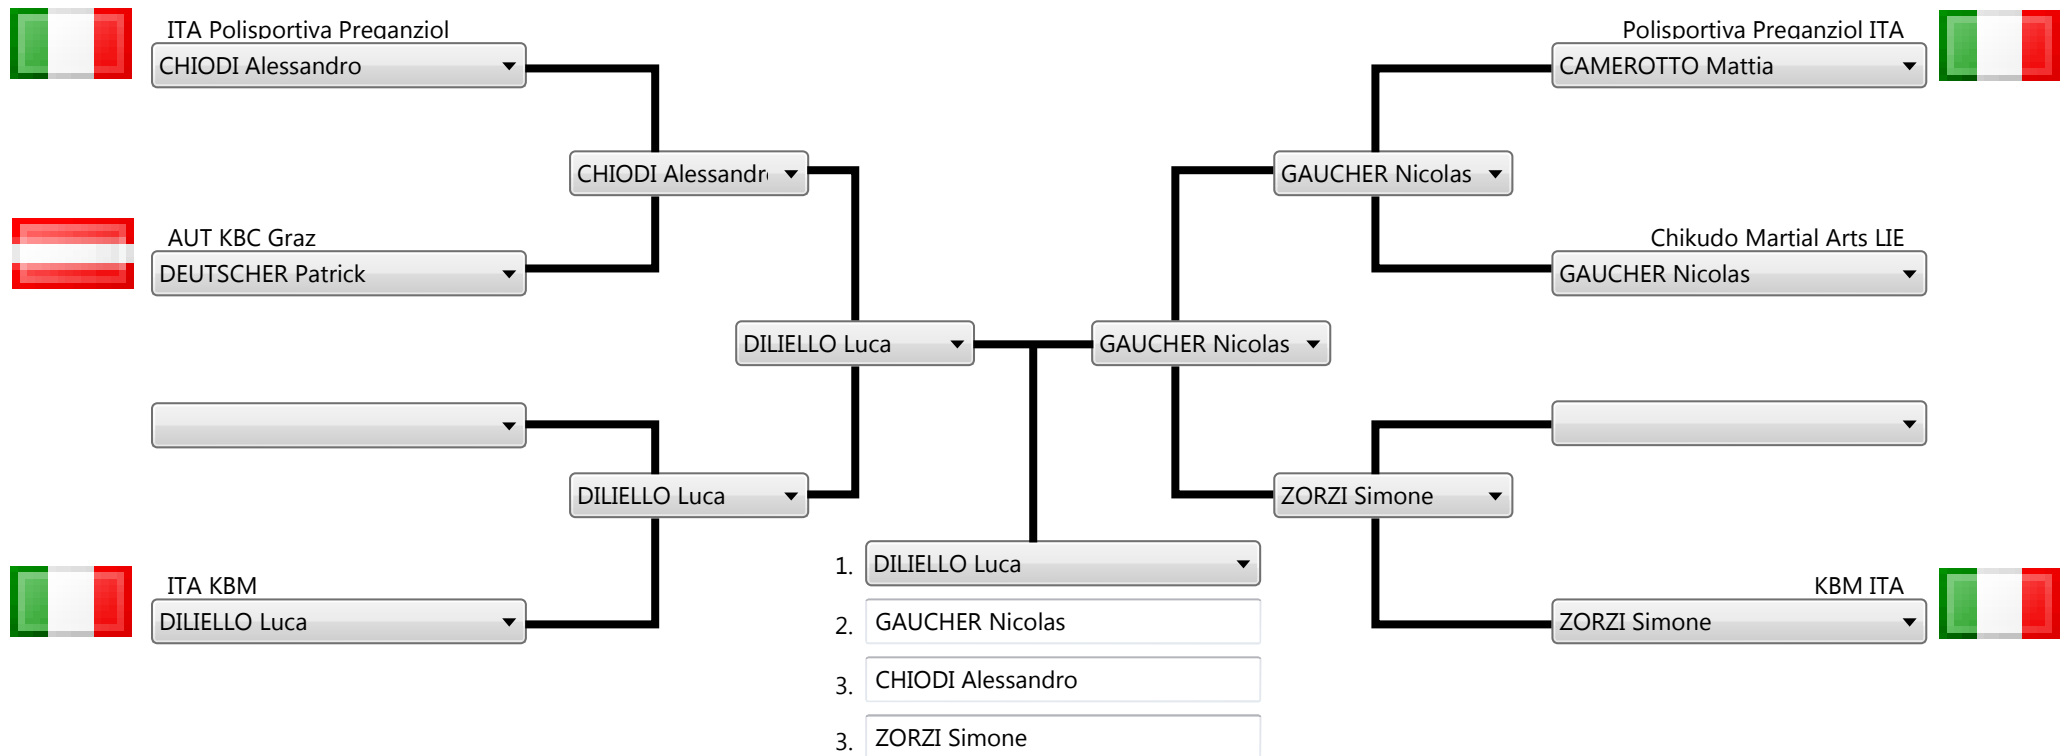 ITA Polisportiva Preganziol
CHIODI Alessandro
Polisportiva Preganziol ITA
CAMEROTTO Mattia
CHIODI Alessandr
GAUCHER Nicolas
AUT KBC Graz
DEUTSCHER Patrick
Chikudo Martial Arts LIE
GAUCHER Nicolas
DILIELLO Luca
GAUCHER Nicolas
DILIELLO Luca
ZORZI Simone
ITA KBM
DILIELLO Luca
KBM ITA
ZORZI Simone
1. DILIELLO Luca
2. GAUCHER Nicolas
3. CHIODI Alessandro
3. ZORZI Simone